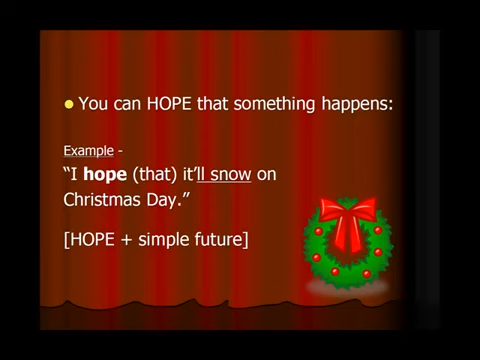 You can HOPE that something happens:
Example -
“I hope (that) it’ll snow on
Christmas Day.”
[HOPE + simple future]